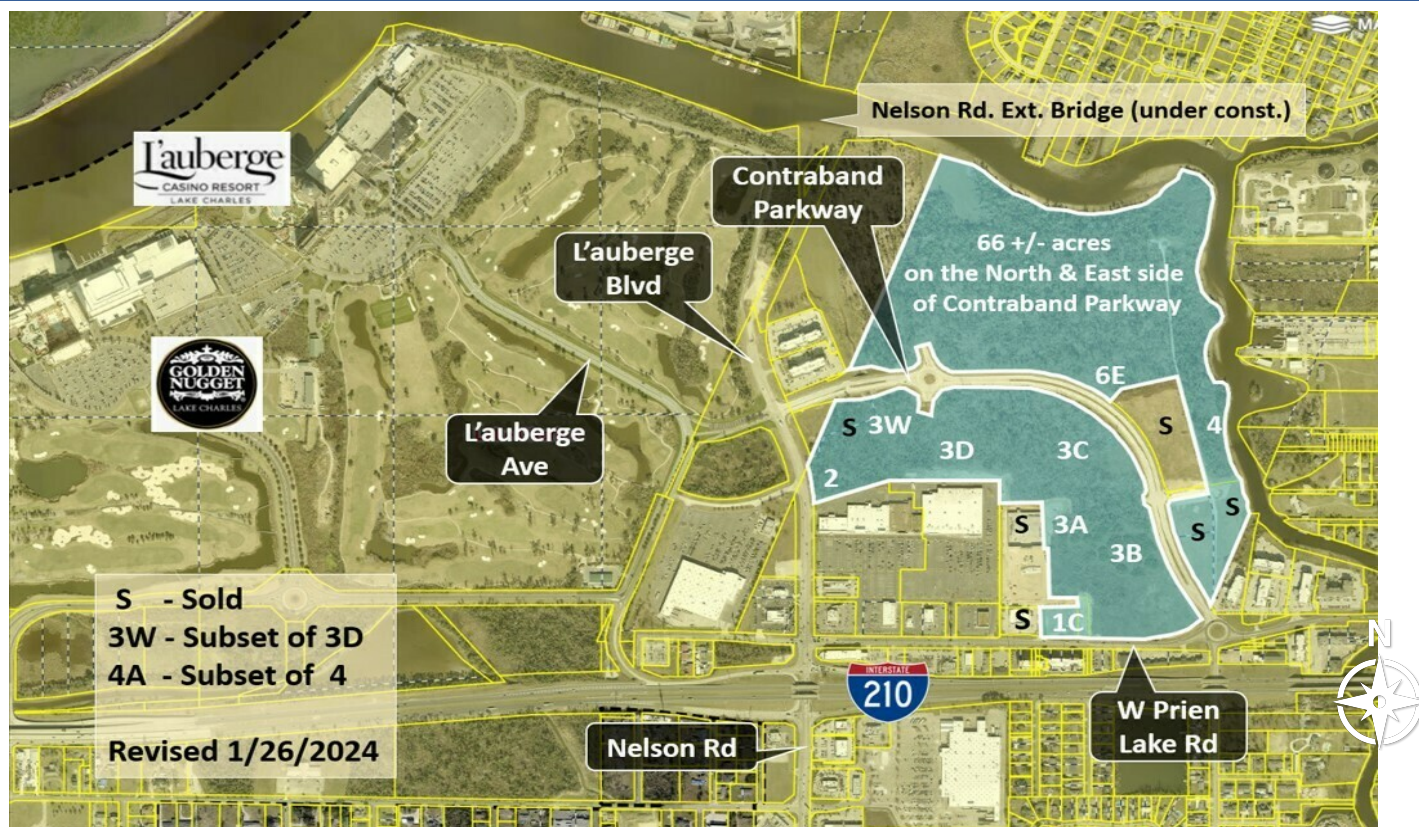 MA
Nelson Rd. Ext. Bridge (under const.)
L'auberge
CASINO RESORT
LAKE CHARLES
Contraband
Parkway
L'auberge
Blvd
66 +/- acres
on the North & East side
of Contraband Parkway
GOLDEN
NUGGET
LAKE CHARLES
6E
L'auberge
Ave
S
3W
S
4
3D
3C
2
S
S
3A
S
3B
S
1C
S - Sold
3W - Subset of 3D
4A - Subset of 4
Revised 1/26/2024
N
INTERSTATE
210
W Prien
Lake Rd
Nelson Rd